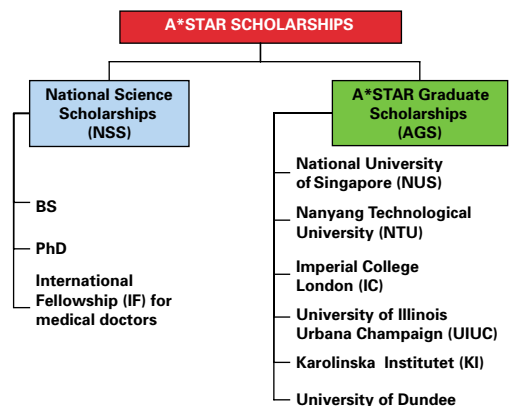 A*STAR SCHOLARSHIPS
National Science
Scholarships
(NSS)
BS
PhD
International
Fellowship (IF) for
medical doctors
A*STAR Graduate
Scholarships
(AGS)
National University
of Singapore (NUS)
Nanyang Technological
University (NTU)
Imperial College
London (IC)
University of Illinois
Urbana Champaign (UIUC)
Karolinska Institutet (KI)
University of Dundee